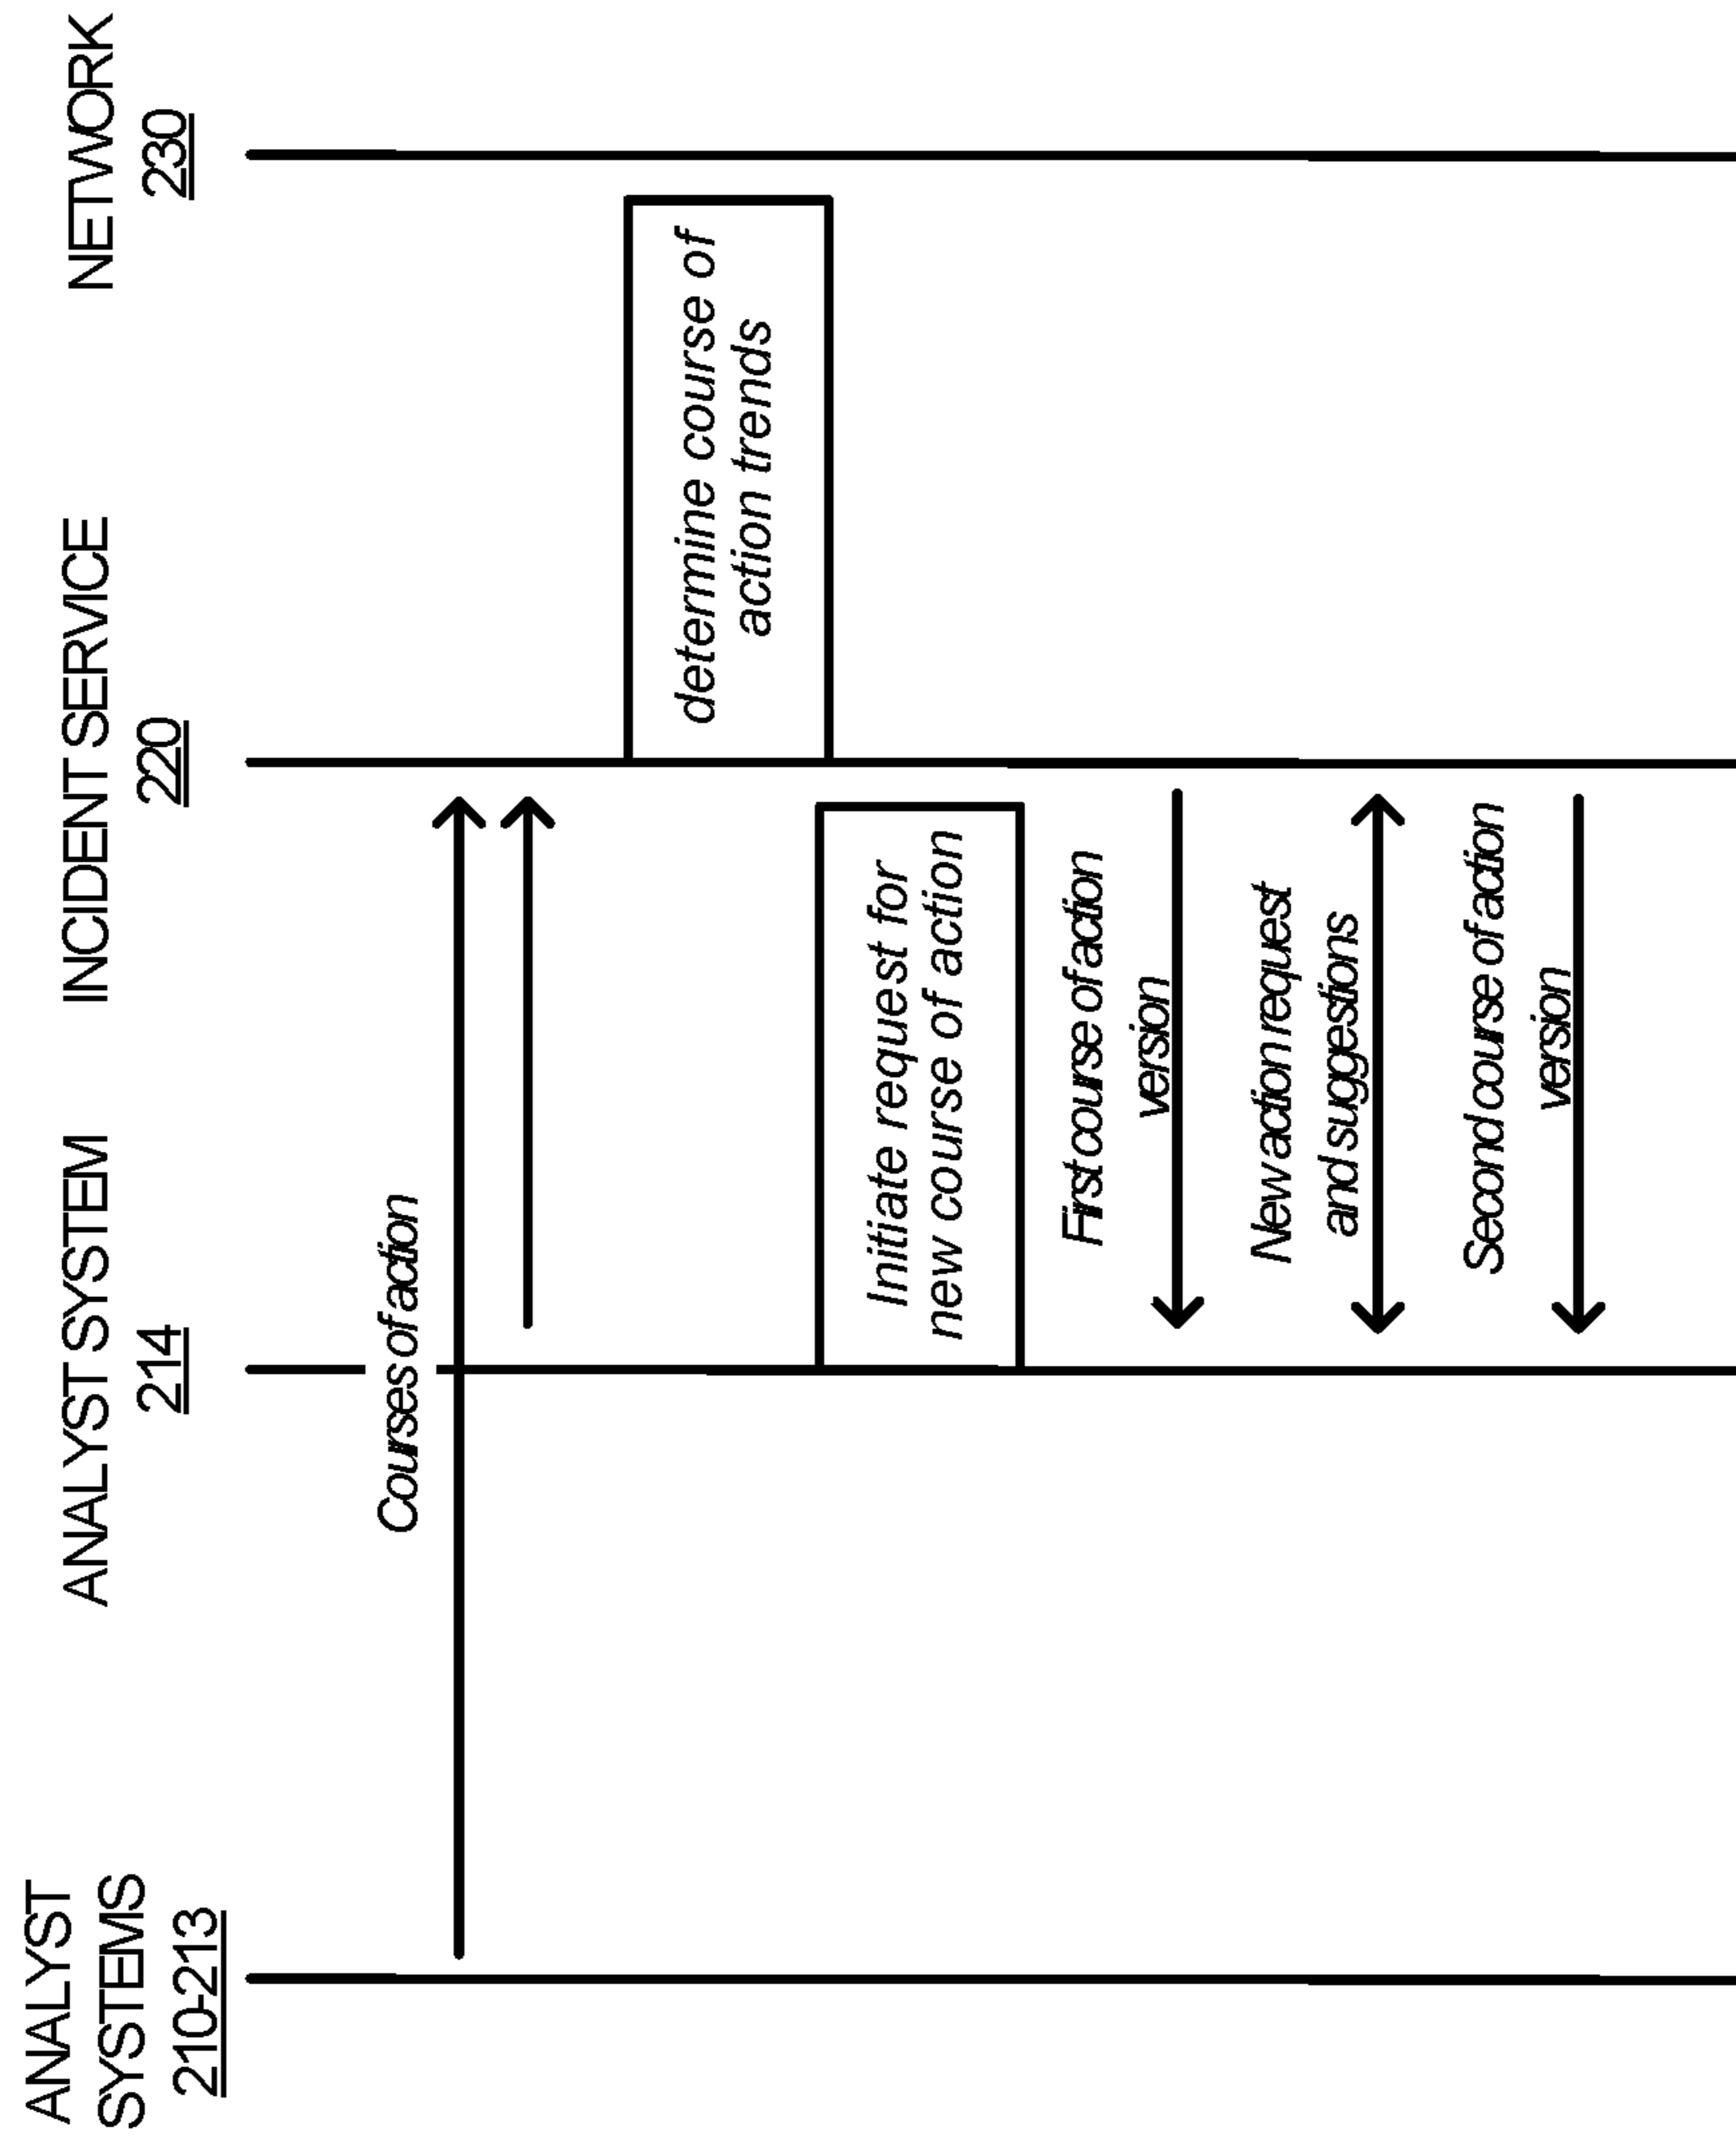 ANALYST
SYSTEMS
210-213
ANALYST SYSTEM
214
INCIDENT SERVICE
220
NETWORK
230
Courses of action
determine course of
action trends
Initiate request for
new course of action
First course of action
version
New action request
and suggestions
Second course of action
version